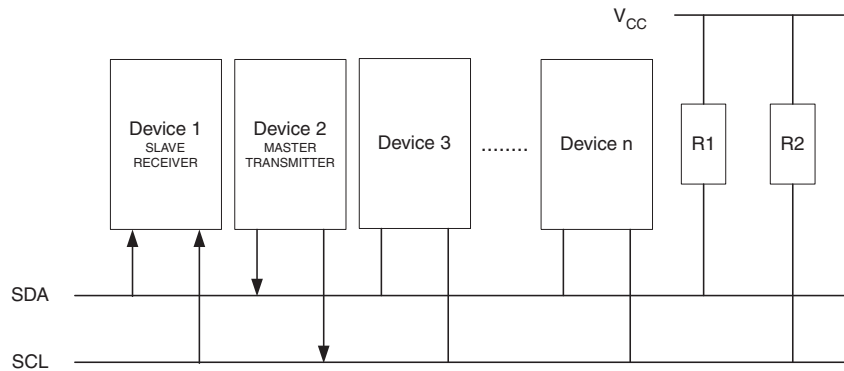 VCC
Device 1
SLAVE
RECEIVER
Device 2
MASTER
TRANSMITTER
Device 3
........
Device n
R1
R2
SDA
SCL